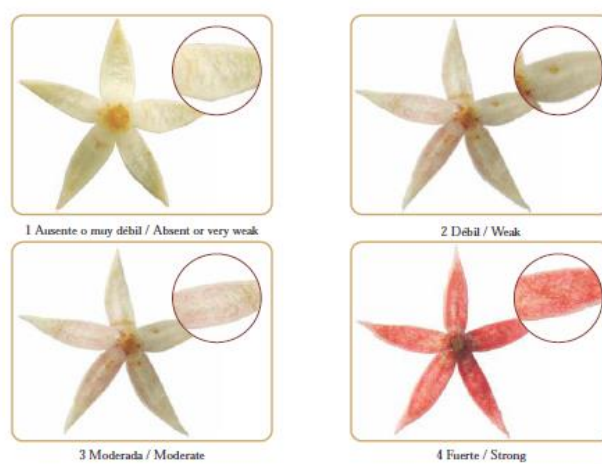 1 Ausente o muy débil / Absent or very weak
2 Débil / Weak
3 Moderada / Moderate
4 Fuerte / Strong